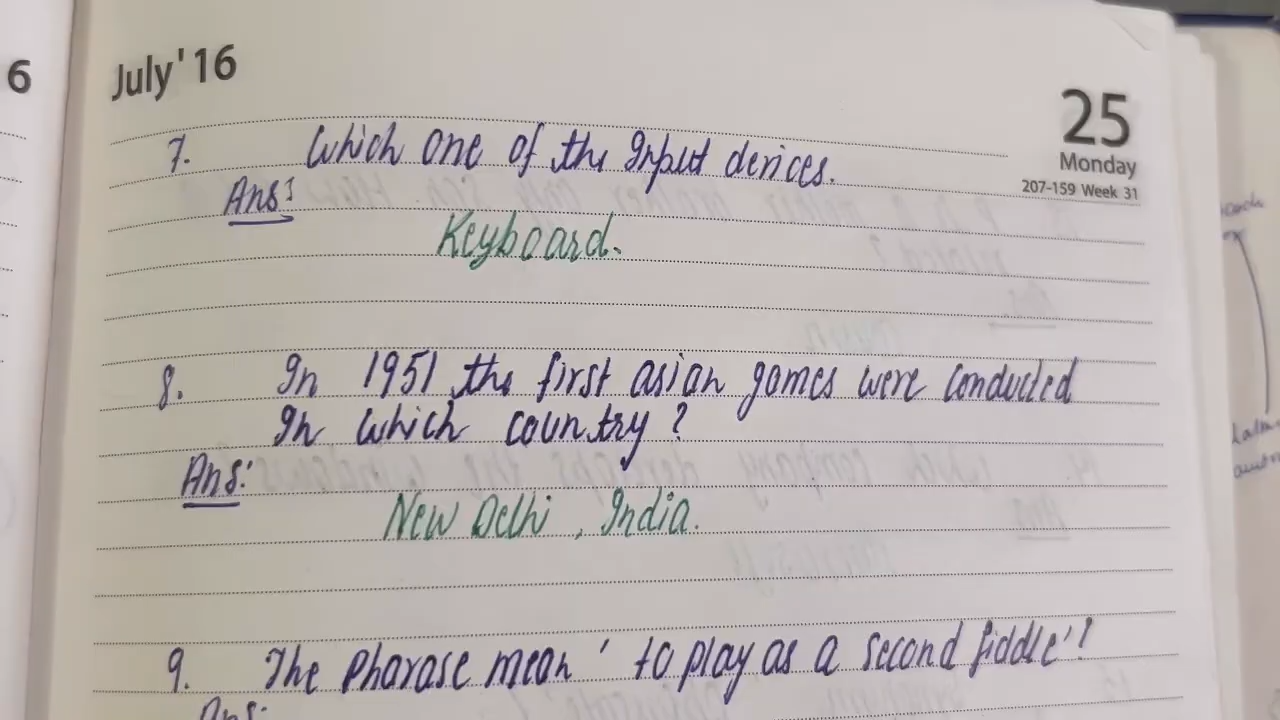 6
July'16
25
Monday
207-159 Week 31
7. Which one of the Input devices.
Ans:
Keyboard.
8. In 1951 the first asian games were conducted
In which country?
Ans:
New Delhi, India.
9. The Pharase mean ' to play as a second fiddle'?
Ans: